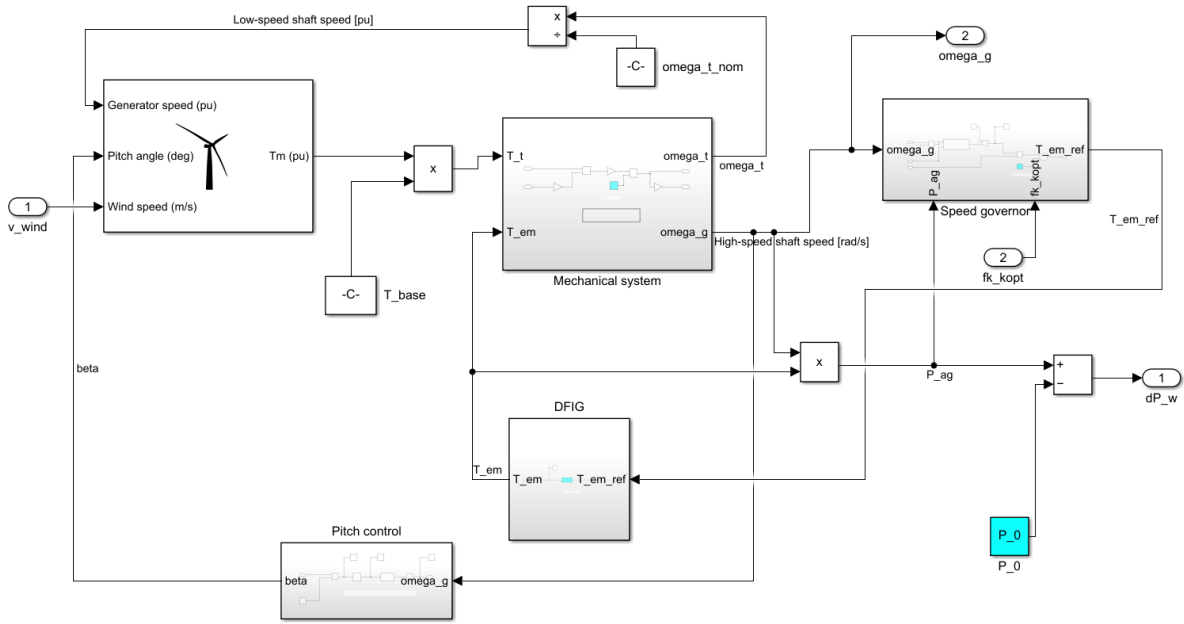 Low-speed shaft speed [pu]
x
÷
-C-
omega_t_nom
2
omega_g
Generator speed (pu)
Pitch angle (deg)
Wind speed (m/s)
Tm (pu)
1
v_wind
x
-C-
T_base
T_t
T_em
omega_t
omega_g
Mechanical system
omega_t
High-speed shaft speed [rad/s]
omega_g
T_em_ref
P_ag
fk_kopt
Speed governor
T_em_ref
2
fk_kopt
beta
x
P_ag
+
−
1
dP_w
DFIG
T_em
T_em
T_em_ref
P_0
P_0
Pitch control
beta
omega_g